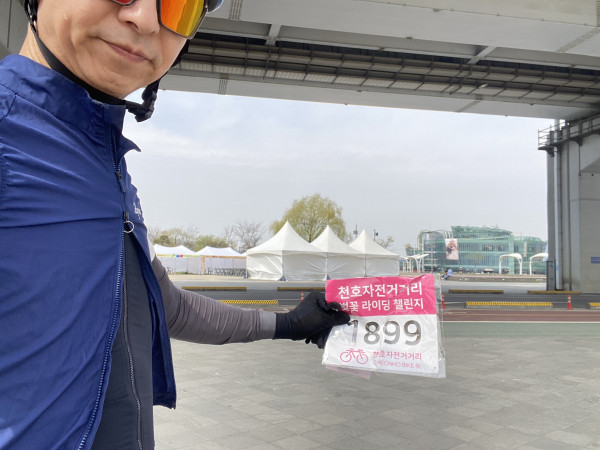 천호자전거거리
벚꽃 라이딩 챌린지
1899
천호자전거거리
CHEONHO BIKE